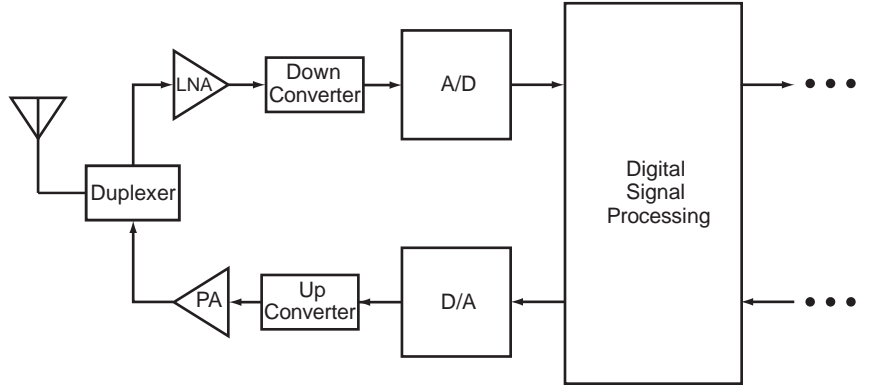 LNA
Down
Converter
A/D
Duplexer
Digital
Signal
Processing
PA
Up
Converter
D/A